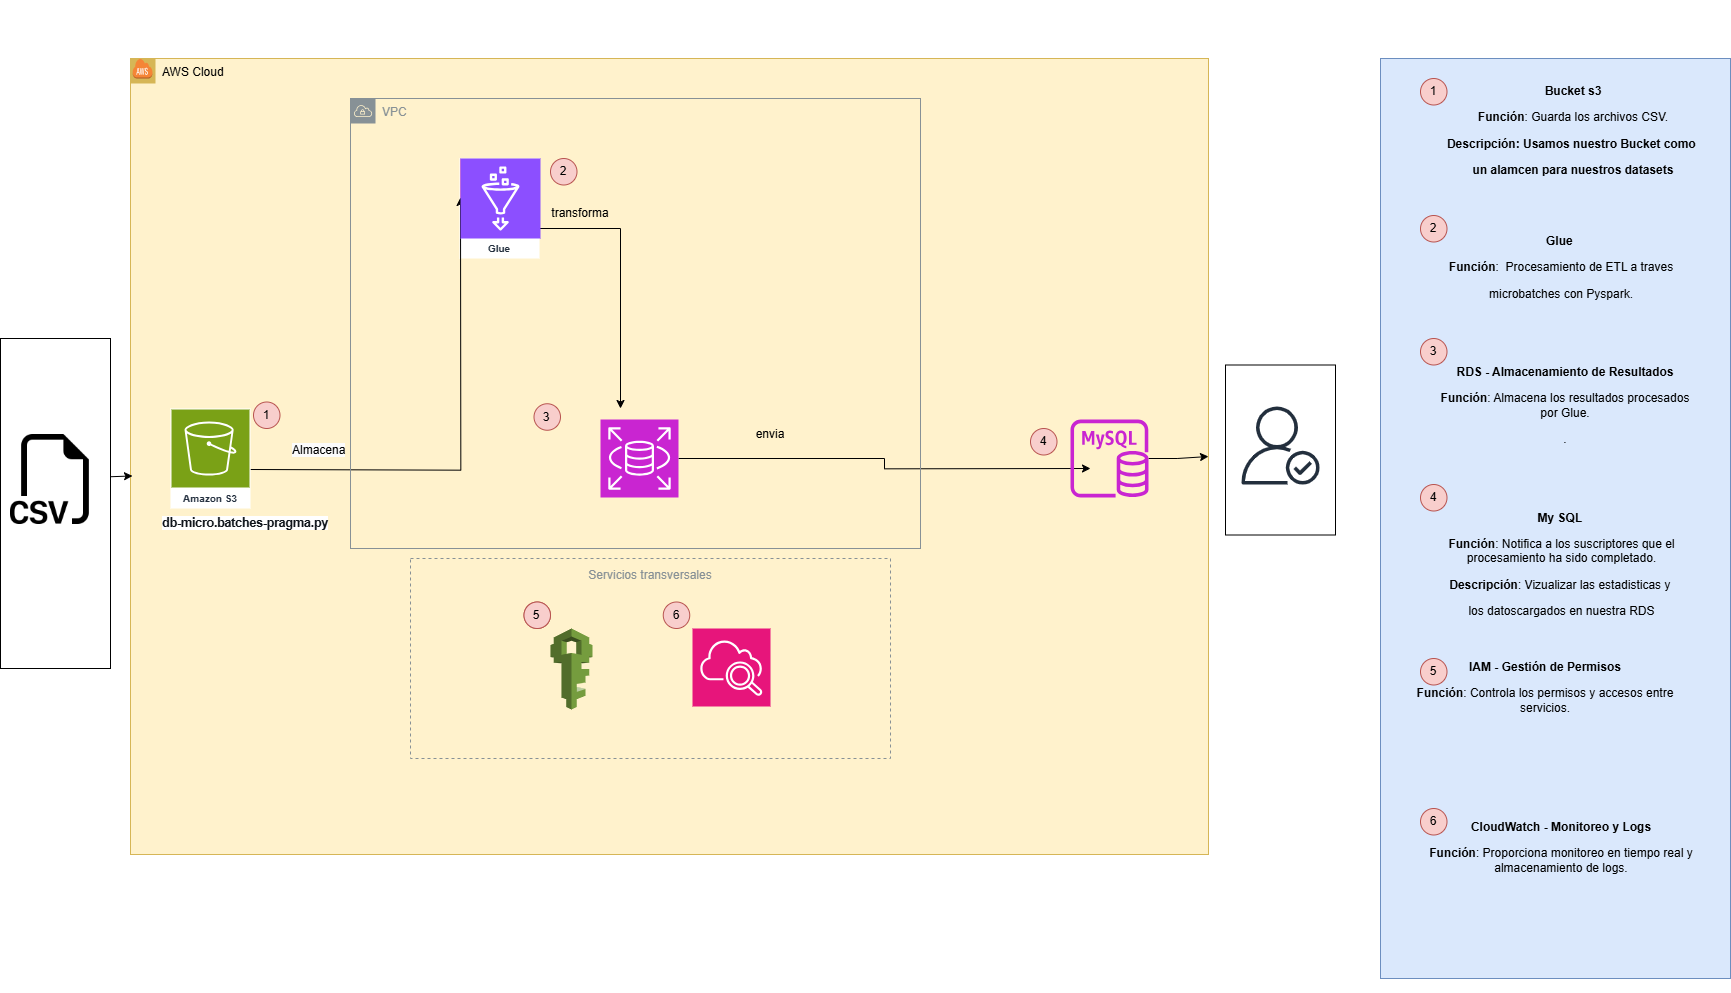 AWS
AWS Cloud
VPC
2
transforma
Glue
1
Almacena
Amazon S3
db-micro.batches-pragma.py
CSV
3
envia
4
MySQL
Servicios transversales
5
6
1
Bucket s3
Función: Guarda los archivos CSV.
Descripción: Usamos nuestro Bucket como
un alamcen para nuestros datasets
2
Glue
Función:  Procesamiento de ETL a traves
microbatches con Pyspark.
3
RDS - Almacenamiento de Resultados
Función: Almacena los resultados procesados
por Glue.
.
4
My SQL
Función: Notifica a los suscriptores que el
procesamiento ha sido completado.
Descripción: Vizualizar las estadisticas y
los datoscargados en nuestra RDS
5
IAM - Gestión de Permisos
Función: Controla los permisos y accesos entre
servicios.
6
CloudWatch - Monitoreo y Logs
Función: Proporciona monitoreo en tiempo real y
almacenamiento de logs.